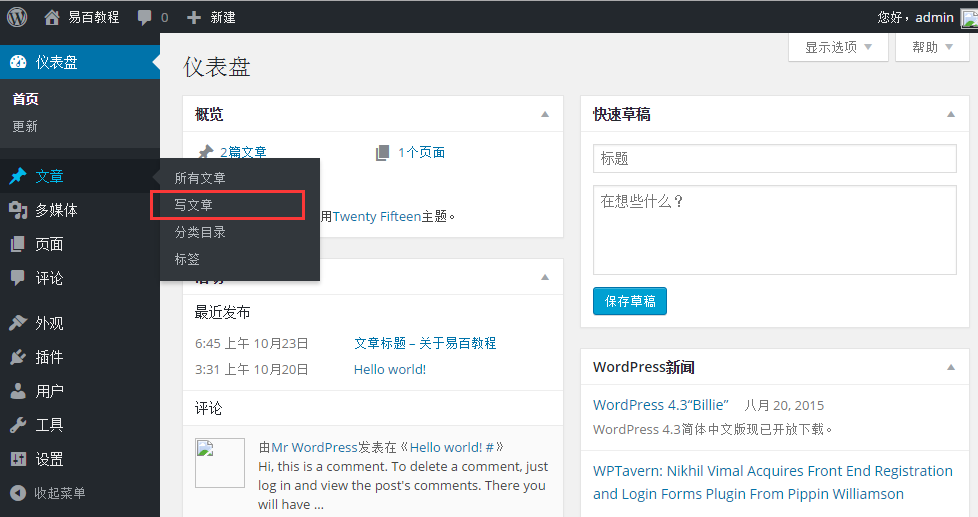 易百教程 0 新建 您好，admin
显示选项 帮助
仪表盘
首页
更新
文章
多媒体
页面
评论
外观
插件
用户
工具
设置
收起菜单
所有文章
写文章
分类目录
标签
仪表盘
概览
2篇文章 1个页面
用Twenty Fifteen主题。
最近发布
6:45 上午 10月23日 文章标题 – 关于易百教程
3:31 上午 10月20日 Hello world!
评论
由Mr WordPress发表在《Hello world! #》
Hi, this is a comment. To delete a comment, just
log in and view the post's comments. There you
will have ...
快速草稿
标题
在想些什么？
保存草稿
WordPress新闻
WordPress 4.3“Billie” 八月 20, 2015
WordPress 4.3简体中文版现已开放下载。
WPTavern: Nikhil Vimal Acquires Front End Registration
and Login Forms Plugin From Pippin Williamson